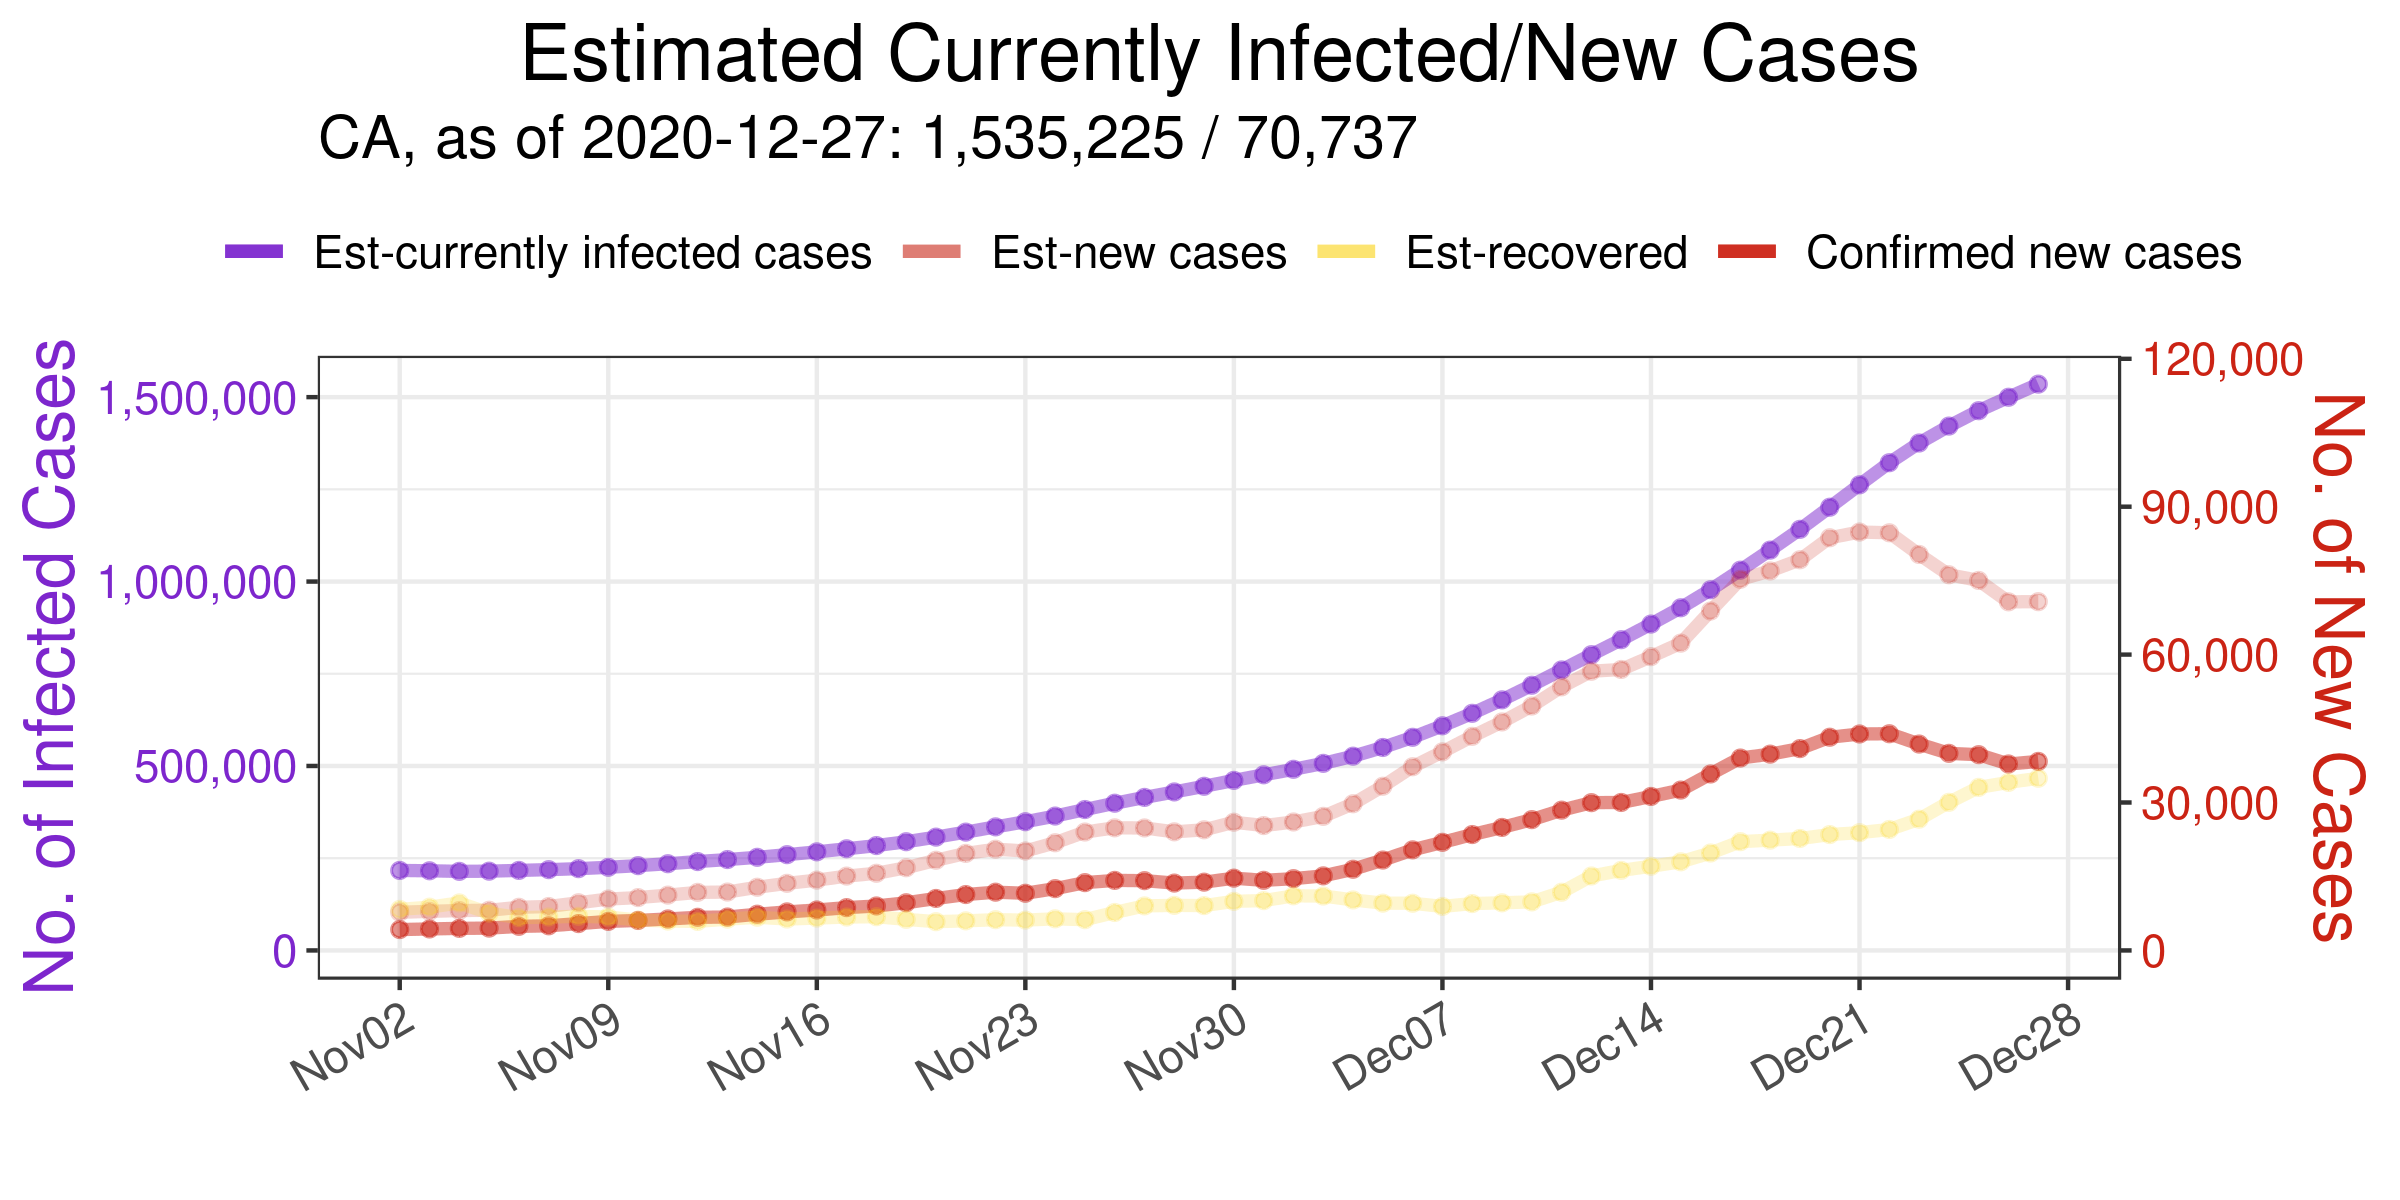 Estimated Currently Infected/New Cases
CA, as of 2020-12-27: 1,535,225 / 70,737
Est-currently infected cases Est-new cases Est-recovered Confirmed new cases
No. of Infected Cases
1,500,000
1,000,000
500,000
0
120,000
90,000
60,000
30,000
0
No. of New Cases
Nov02 Nov09 Nov16 Nov23 Nov30 Dec07 Dec14 Dec21 Dec28